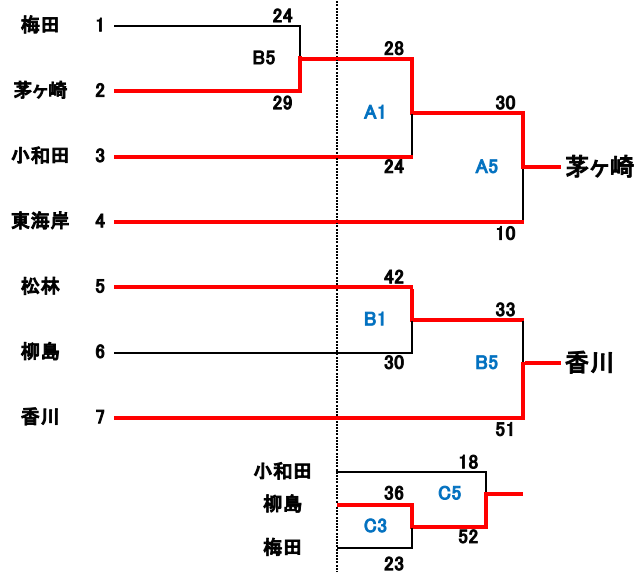 24
梅田 1
B5
28
茅ヶ崎 2
29
A1
30
小和田 3
24
A5
茅ヶ崎
東海岸 4
10
42
松林 5
33
B1
柳島 6
30
B5
香川
香川 7
51
18
小和田
36
C5
柳島
C3
52
梅田
23